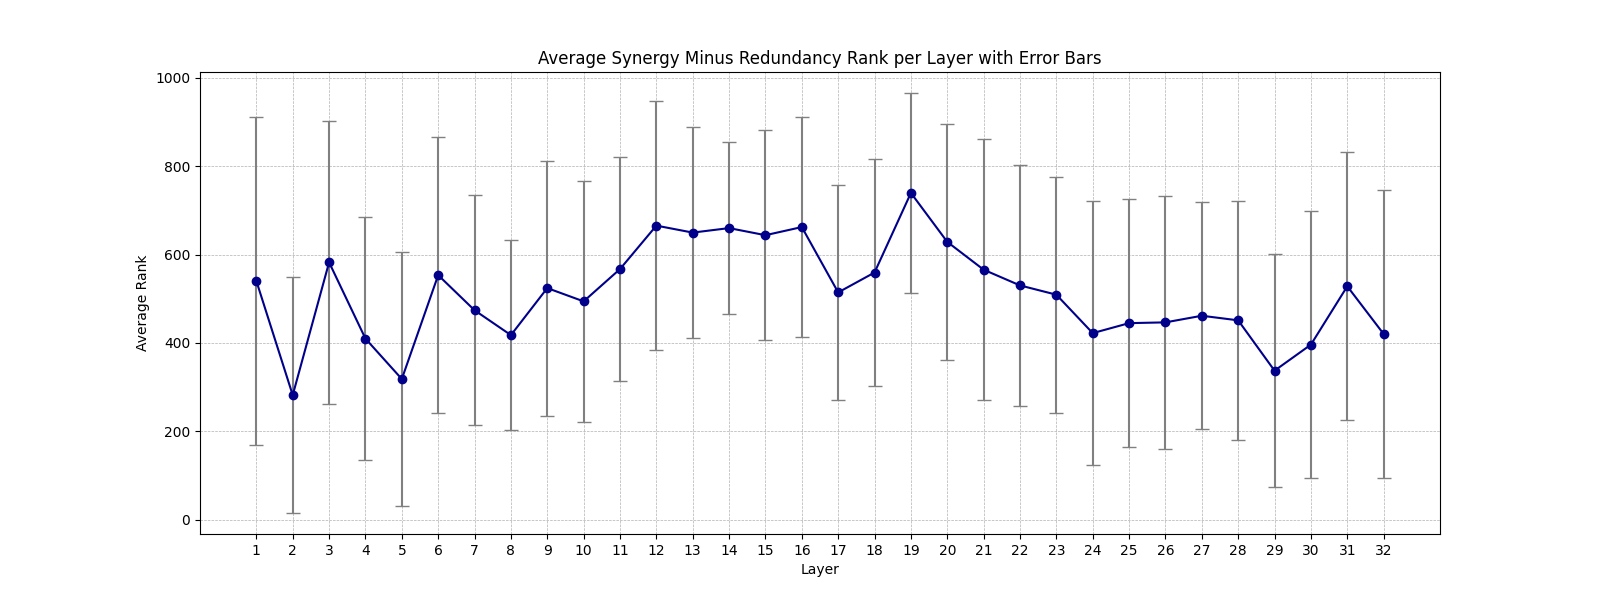 Average Synergy Minus Redundancy Rank per Layer with Error Bars
1000
800
600
400
200
0
Average Rank
1 2 3 4 5 6 7 8 9 10 11 12 13 14 15 16 17 18 19 20 21 22 23 24 25 26 27 28 29 30 31 32
Layer